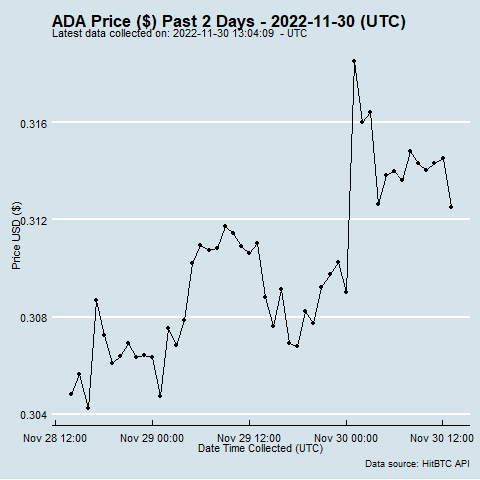 ADA Price ($) Past 2 Days - 2022-11-30 (UTC)
Latest data collected on: 2022-11-30 13:04:09 - UTC
Price USD ($)
0.316
0.312
0.308
0.304
Nov 28 12:00 Nov 29 00:00 Nov 29 12:00 Nov 30 00:00 Nov 30 12:00
Date Time Collected (UTC)
Data source: HitBTC API